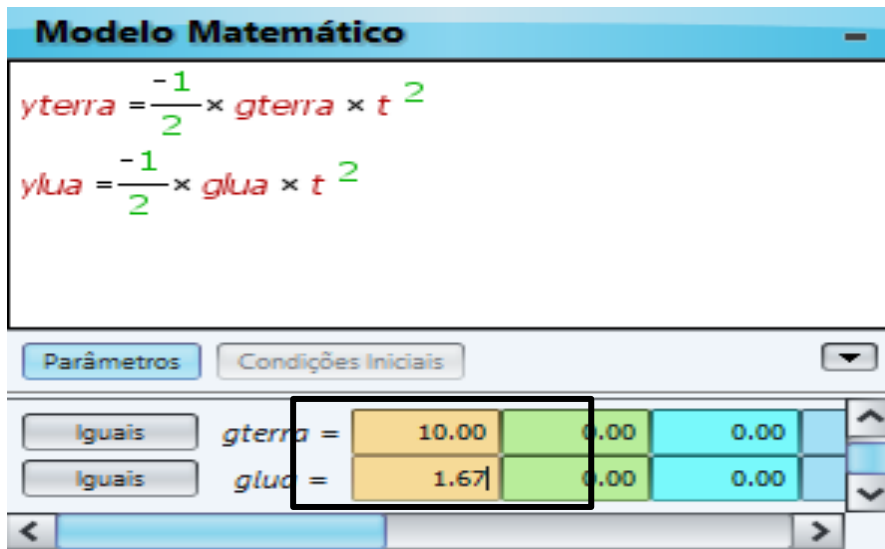 Modelo Matemático
yterra = -1/2 × gterra × t 2
ylua = -1/2 × glua × t 2
Parâmetros Condições Iniciais
Iguais gterra = 10.00 0.00 0.00
Iguais glua = 1.67 0.00 0.00